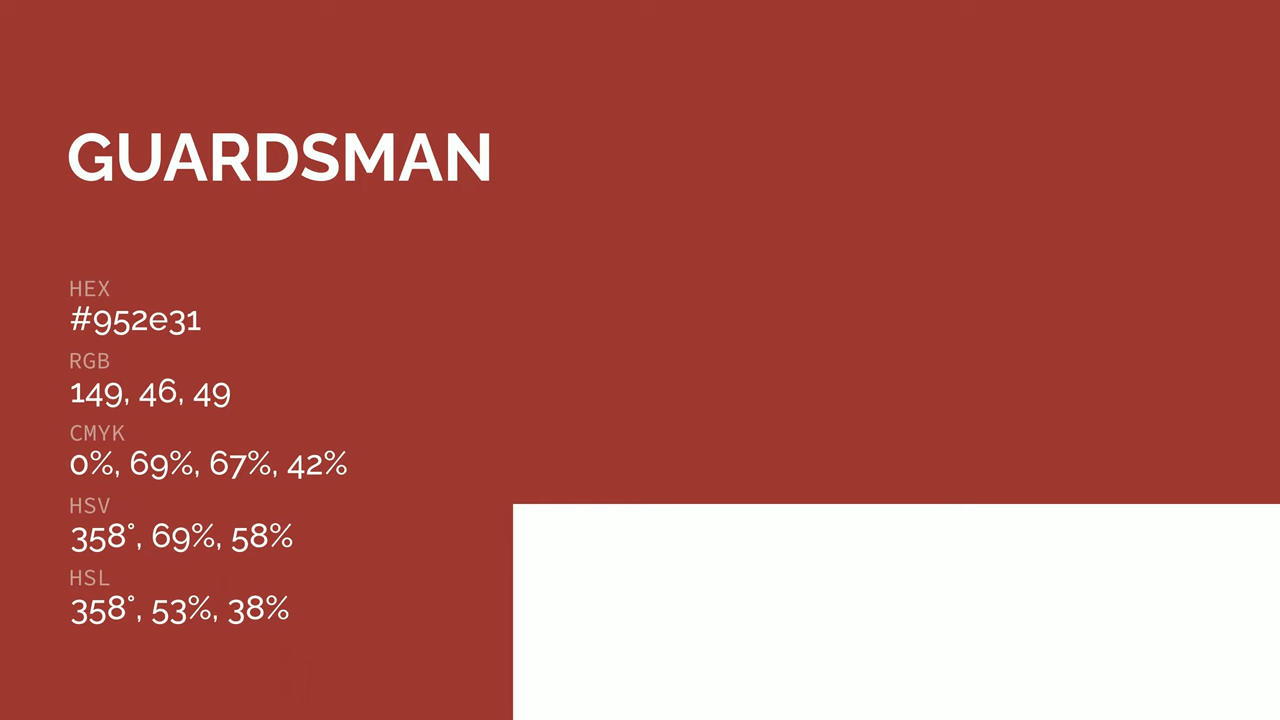 GUARDSMAN
HEX
#952e31
RGB
149, 46, 49
CMYK
0%, 69%, 67%, 42%
HSV
358°, 69%, 58%
HSL
358°, 53%, 38%